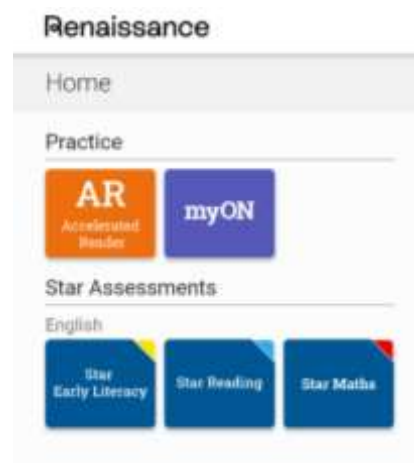 Renaissance
Home
Practice
AR
Accelerated
Reader
myON
Star Assessments
English
Star
Early Literacy
Star Reading
Star Maths